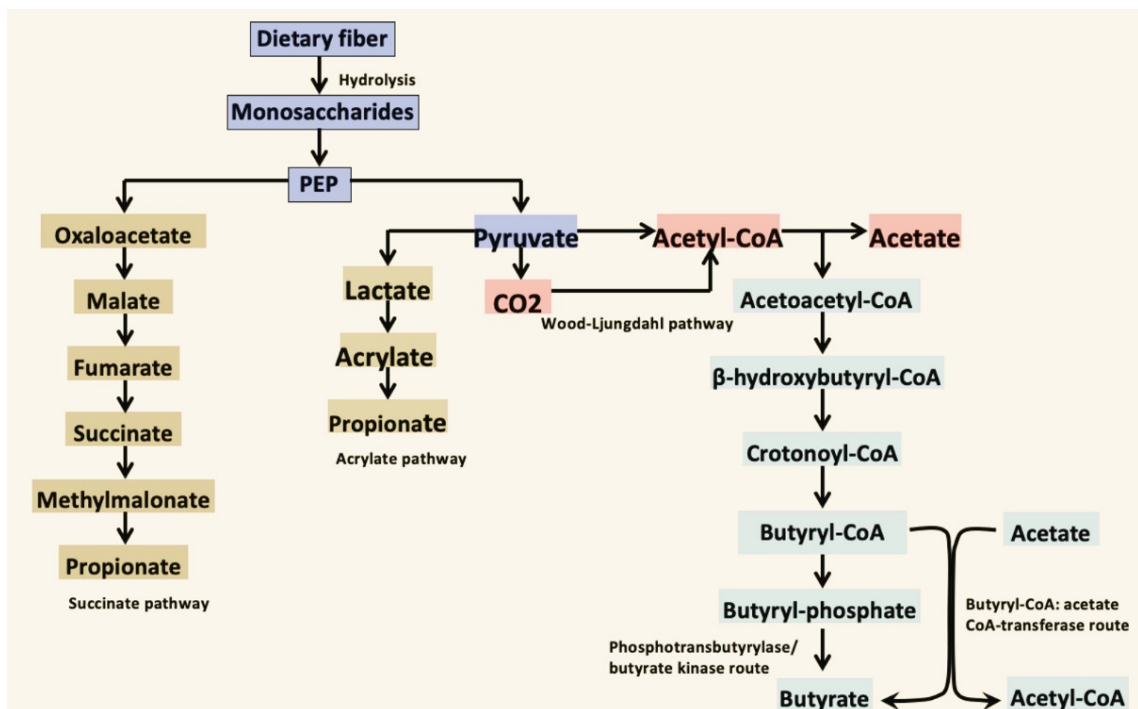 Dietary fiber
Hydrolysis
Monosaccharides
PEP
Oxaloacetate
Malate
Fumarate
Succinate
Methylmalonate
Propionate
Succinate pathway
Pyruvate
Lactate
Acrylate
Propionate
Acrylate pathway
CO2
Wood-Ljungdahl pathway
Acetyl-CoA
Acetate
Acetoacetyl-CoA
β-hydroxybutyryl-CoA
Crotonoyl-CoA
Butyryl-CoA
Acetate
Butyryl-phosphate
Butyryl-CoA: acetate
CoA-transferase route
Phosphotransbutyrylase/
butyrate kinase route
Butyrate
Acetyl-CoA